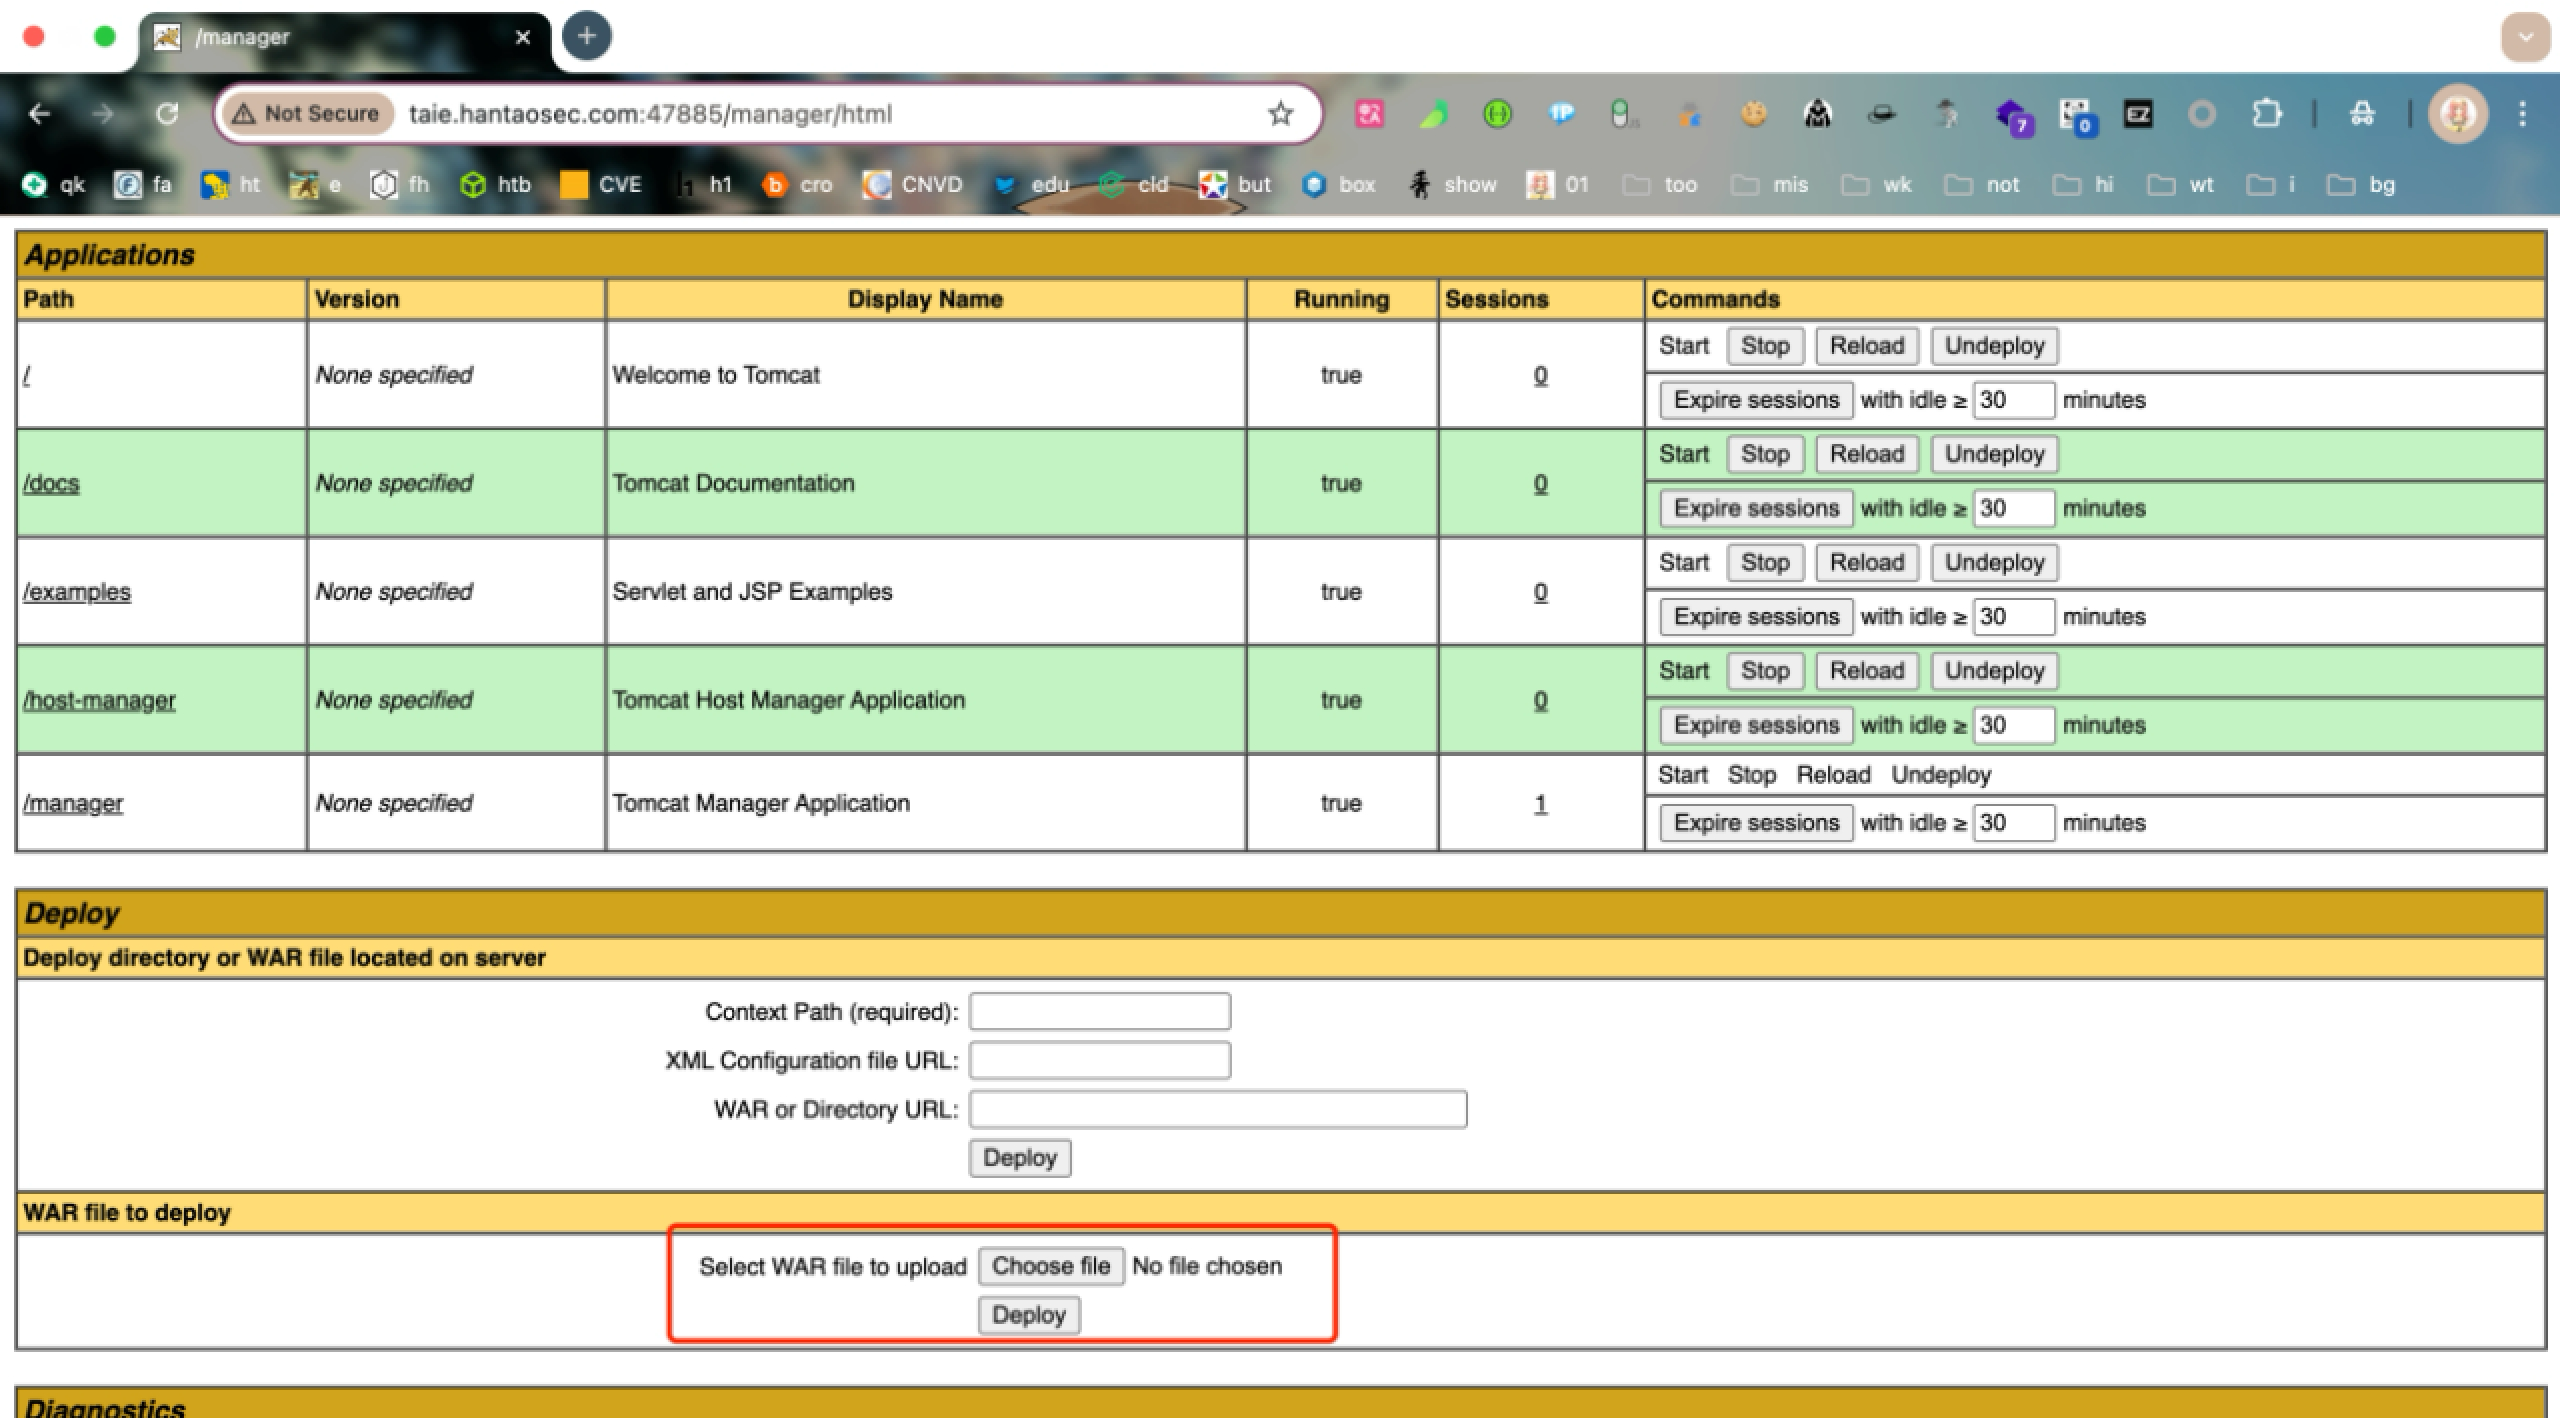 /manager
Not Secure taie.hantaosec.com:47885/manager/html 7 0
qk fa ht e fh htb CVE h1 cro CNVD edu cld but box show 01 too mis wk not hi wt i bg
Applications
Path Version Display Name Running Sessions Commands
/ None specified Welcome to Tomcat true 0 Start Stop Reload Undeploy
Expire sessions with idle ≥ 30 minutes
/docs None specified Tomcat Documentation true 0 Start Stop Reload Undeploy
Expire sessions with idle ≥ 30 minutes
/examples None specified Servlet and JSP Examples true 0 Start Stop Reload Undeploy
Expire sessions with idle ≥ 30 minutes
/host-manager None specified Tomcat Host Manager Application true 0 Start Stop Reload Undeploy
Expire sessions with idle ≥ 30 minutes
/manager None specified Tomcat Manager Application true 1 Start Stop Reload Undeploy
Expire sessions with idle ≥ 30 minutes
Deploy
Deploy directory or WAR file located on server
Context Path (required):
XML Configuration file URL:
WAR or Directory URL:
Deploy
WAR file to deploy
Select WAR file to upload Choose file No file chosen
Deploy
Diagnostics